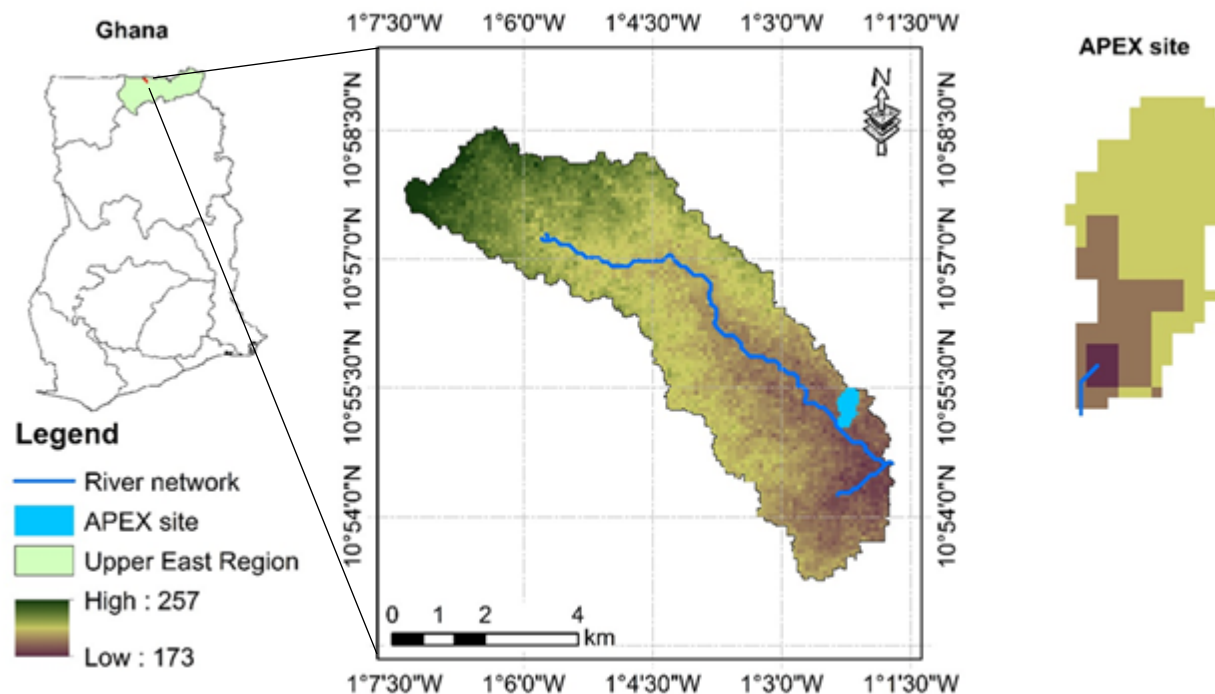 Ghana
1°7'30"W 1°6'0"W 1°4'30"W 1°3'0"W 1°1'30"W
APEX site
N
10°58'30"N
10°57'0"N
10°55'30"N
10°54'0"N
10°58'30"N
10°57'0"N
10°55'30"N
10°54'0"N
Legend
River network
APEX site
Upper East Region
High : 257
Low : 173
0 1 2 4
km
1°7'30"W 1°6'0"W 1°4'30"W 1°3'0"W 1°1'30"W